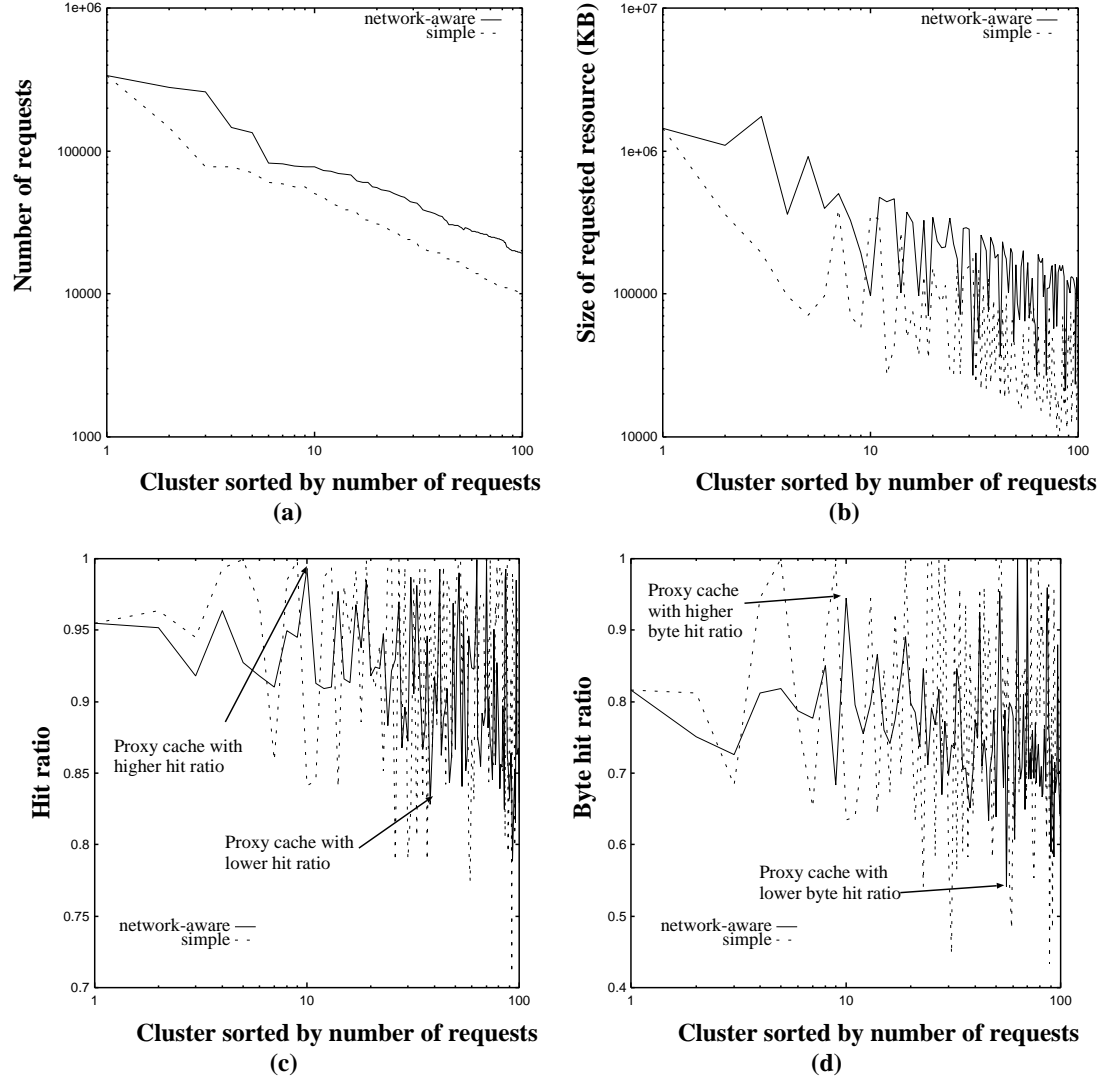 1e+06
100000
10000
1000
1
10
100
network-aware
simple
Number of requests
Cluster sorted by number of requests
(a)
1e+07
1e+06
100000
10000
1
10
100
network-aware
simple
Size of requested resource (KB)
Cluster sorted by number of requests
(b)
1
0.95
0.9
0.85
0.8
0.75
0.7
1
10
100
Proxy cache with
higher hit ratio
Proxy cache with
lower hit ratio
network-aware
simple
Hit ratio
Cluster sorted by number of requests
(c)
1
0.9
0.8
0.7
0.6
0.5
0.4
1
10
100
Proxy cache
with higher
byte hit ratio
Proxy cache with
lower byte hit ratio
network-aware
simple
Byte hit ratio
Cluster sorted by number of requests
(d)